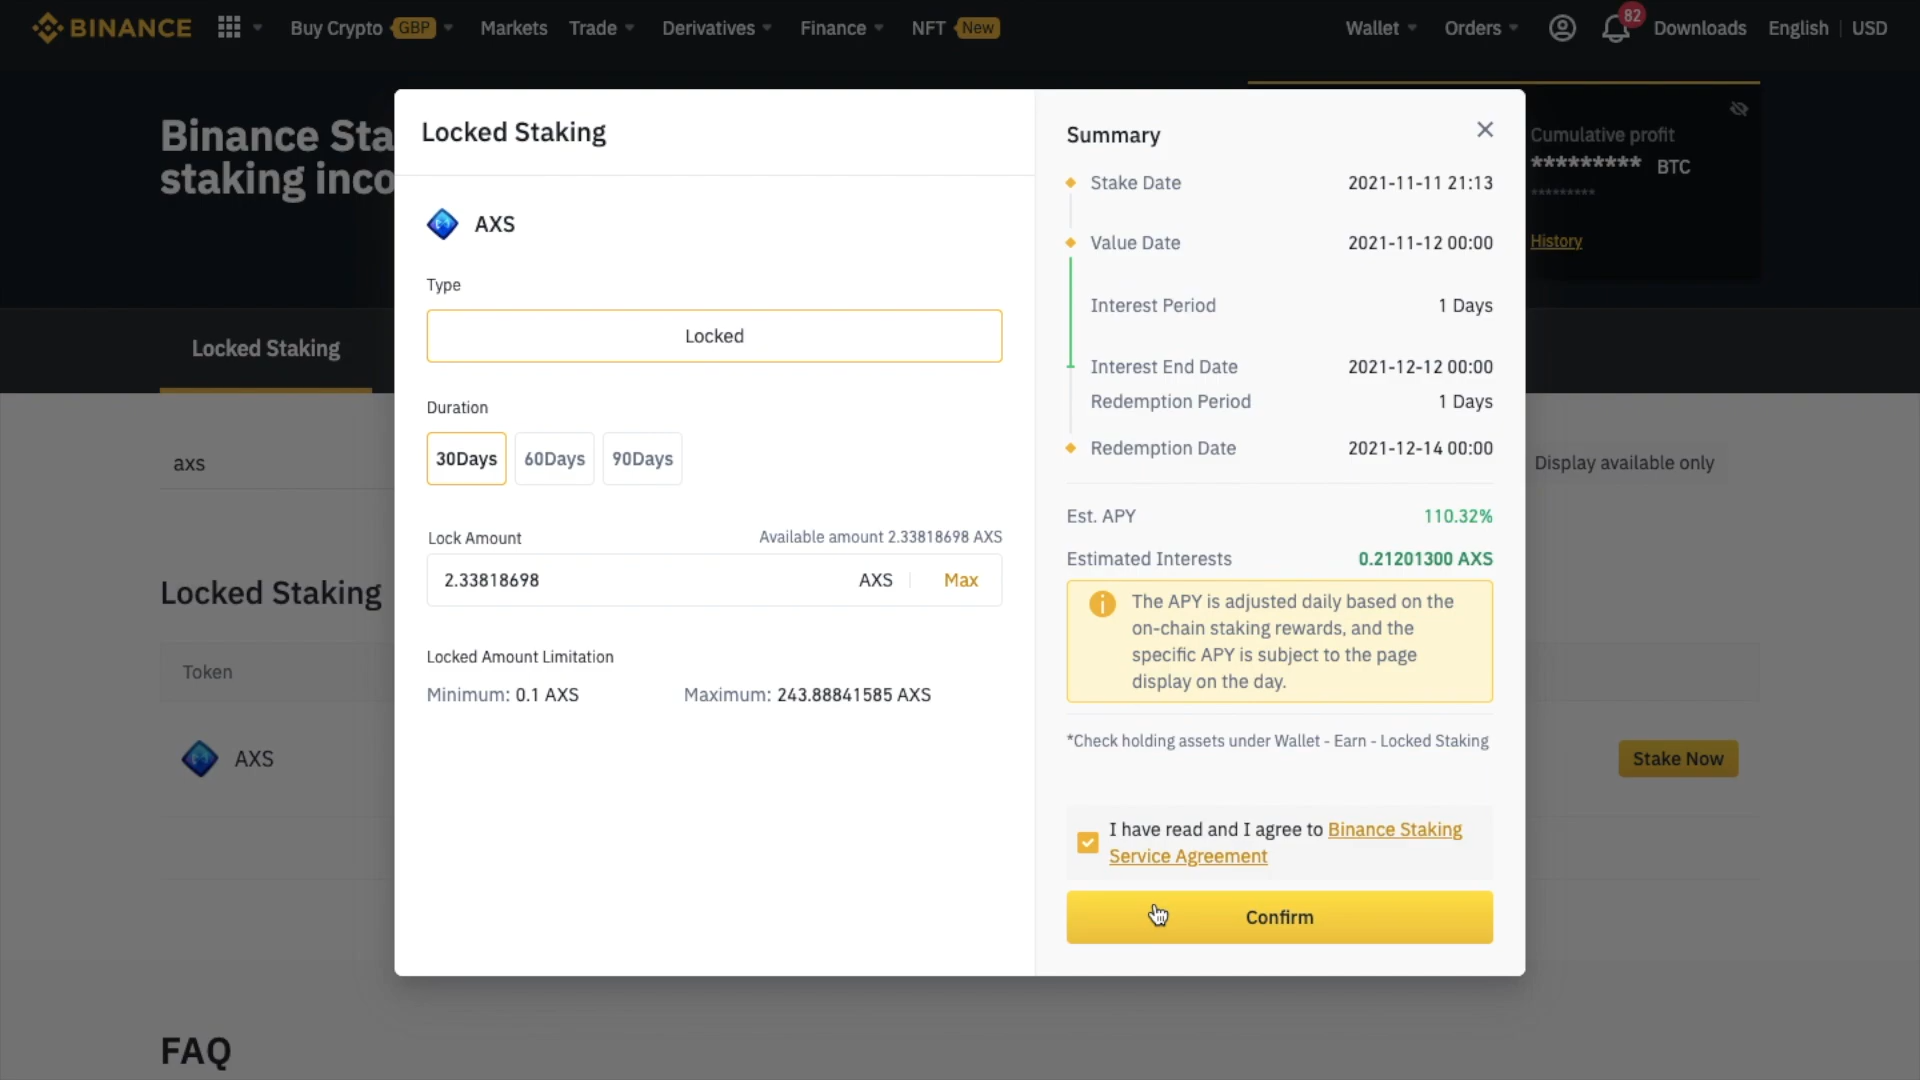 BINANCE
Buy Crypto GBP
Markets
Trade
Derivatives
Finance
NFT New
Wallet
Orders
82
Downloads
English
USD
Binance Sta
staking inco
Cumulative profit
********* BTC
*********
History
Locked Staking
axs
Display available only
Locked Staking
Token
AXS
Stake Now
FAQ
Locked Staking
AXS
Type
Locked
Duration
30Days 60Days 90Days
Lock Amount Available amount 2.33818698 AXS
2.33818698 AXS Max
Locked Amount Limitation
Minimum: 0.1 AXS Maximum: 243.88841585 AXS
Summary
Stake Date 2021-11-11 21:13
Value Date 2021-11-12 00:00
Interest Period 1 Days
Interest End Date 2021-12-12 00:00
Redemption Period 1 Days
Redemption Date 2021-12-14 00:00
Est. APY 110.32%
Estimated Interests 0.21201300 AXS
The APY is adjusted daily based on the
on-chain staking rewards, and the
specific APY is subject to the page
display on the day.
*Check holding assets under Wallet - Earn - Locked Staking
I have read and I agree to Binance Staking
Service Agreement
Confirm